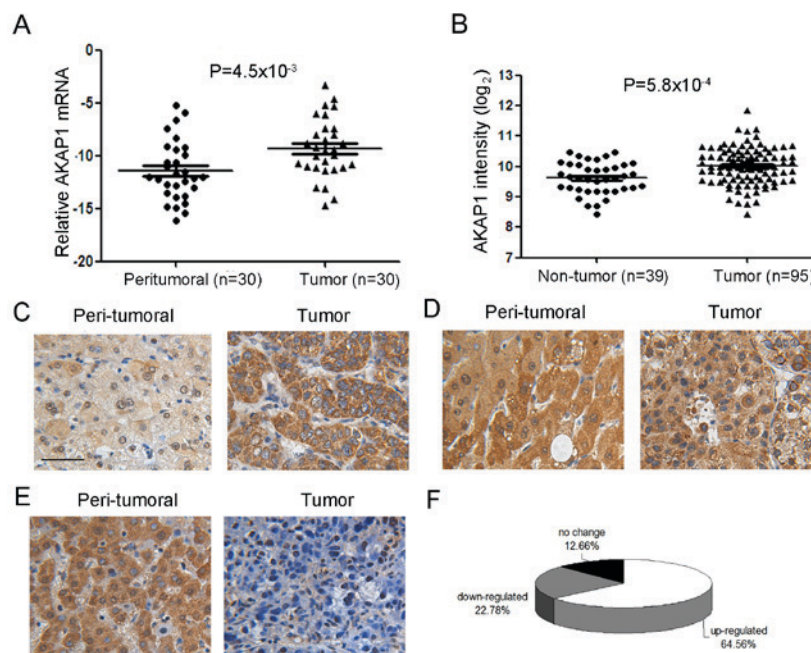 A
Relative AKAP1 mRNA
0
-5
-10
-15
-20
P=4.5x10⁻³
Peritumoral (n=30)
Tumor (n=30)
B
AKAP1 intensity (log₂)
13
12
11
10
9
8
7
P=5.8x10⁻⁴
Non-tumor (n=39)
Tumor (n=95)
C
Peri-tumoral
Tumor
D
Peri-tumoral
Tumor
E
Peri-tumoral
Tumor
F
no change
12.66%
down-regulated
22.78%
up-regulated
64.56%